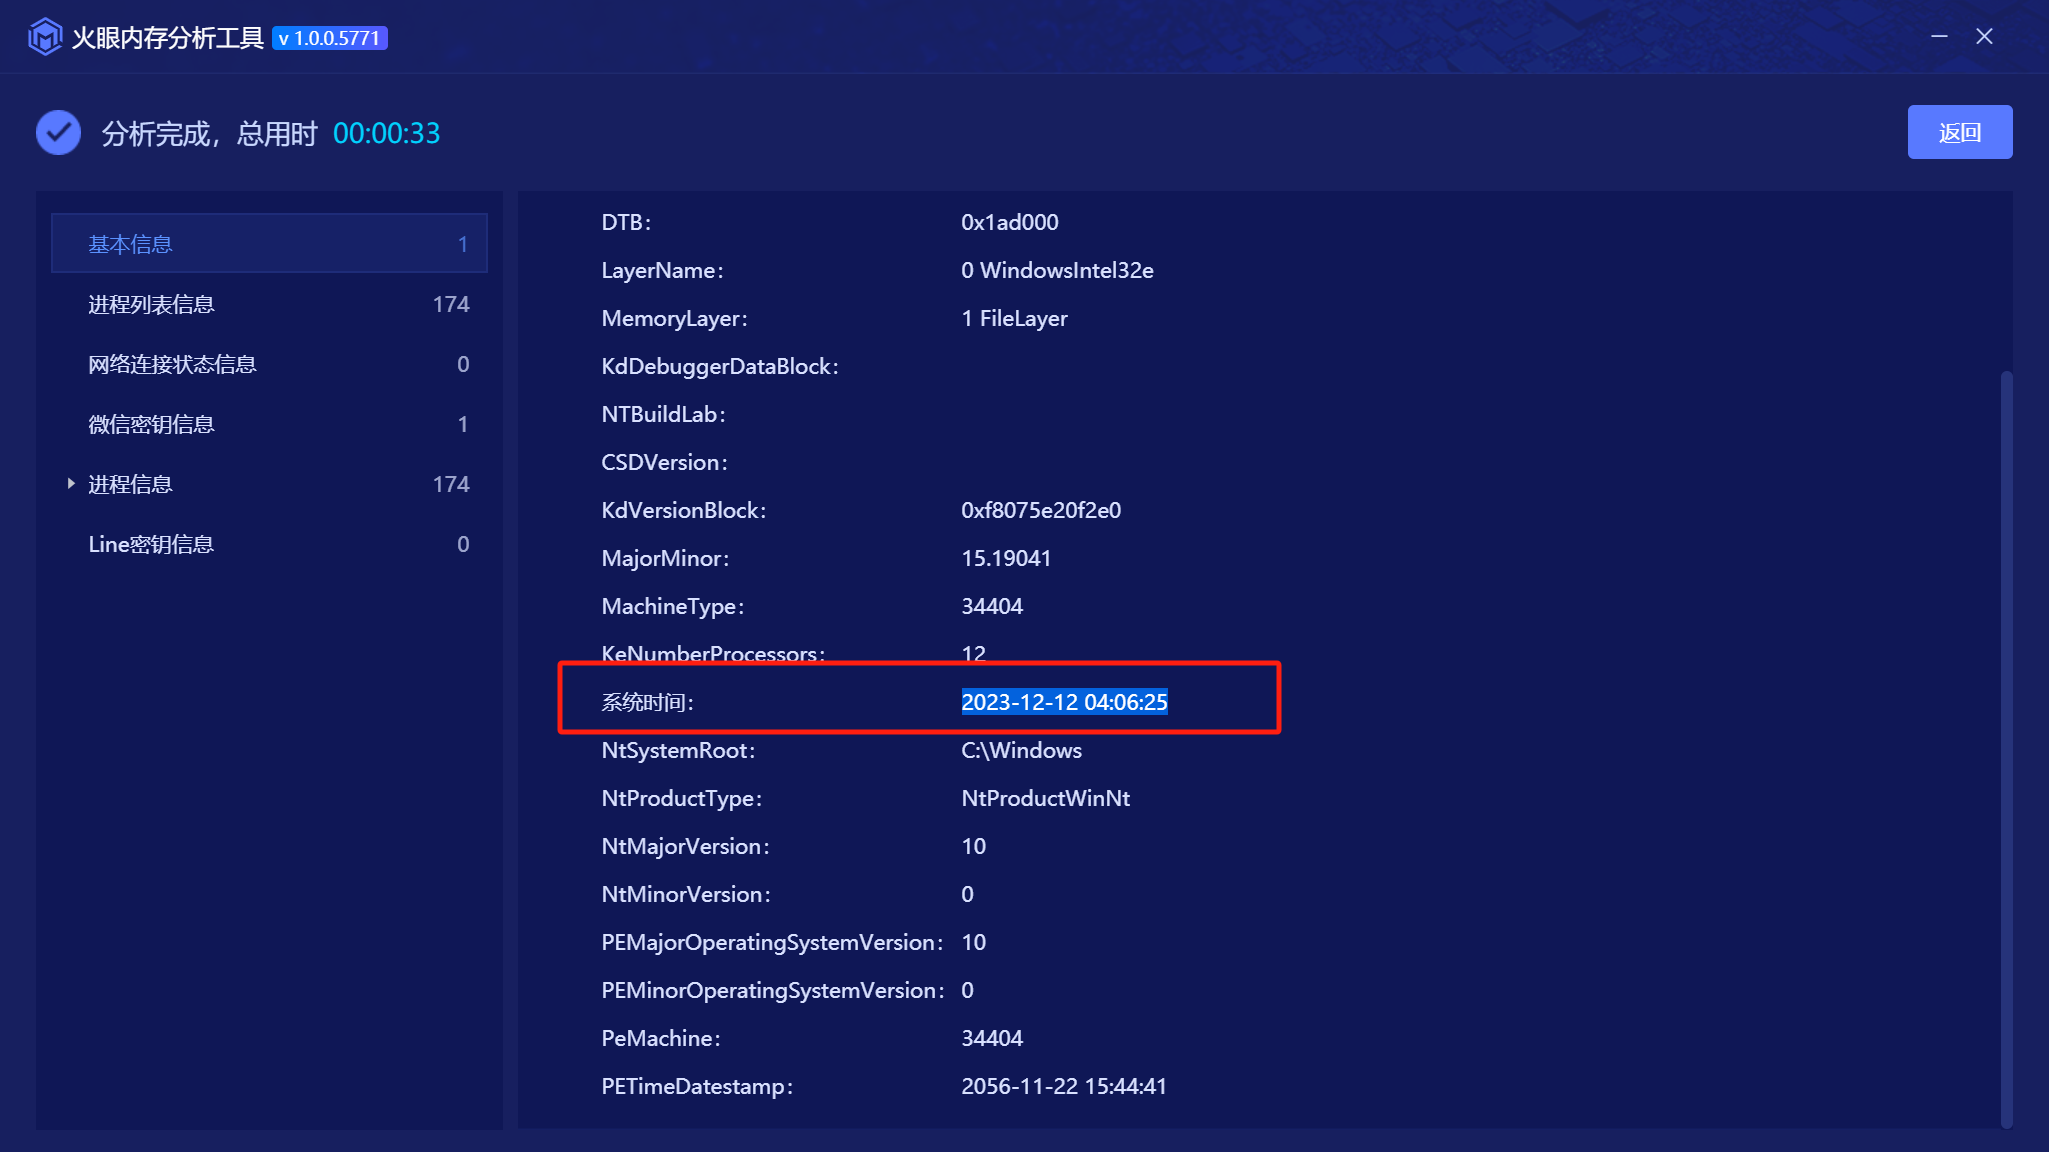 火眼内存分析工具 v 1.0.0.5771
分析完成，总用时 00:00:33
返回
基本信息 1
进程列表信息 174
网络连接状态信息 0
微信密钥信息 1
进程信息 174
Line密钥信息 0
DTB: 0x1ad000
LayerName: 0 WindowsIntel32e
MemoryLayer: 1 FileLayer
KdDebuggerDataBlock:
NTBuildLab:
CSDVersion:
KdVersionBlock: 0xf8075e20f2e0
MajorMinor: 15.19041
MachineType: 34404
KeNumberProcessors: 12
系统时间: 2023-12-12 04:06:25
NtSystemRoot: C:\Windows
NtProductType: NtProductWinNt
NtMajorVersion: 10
NtMinorVersion: 0
PEMajorOperatingSystemVersion: 10
PEMinorOperatingSystemVersion: 0
PeMachine: 34404
PETimeDatestamp: 2056-11-22 15:44:41